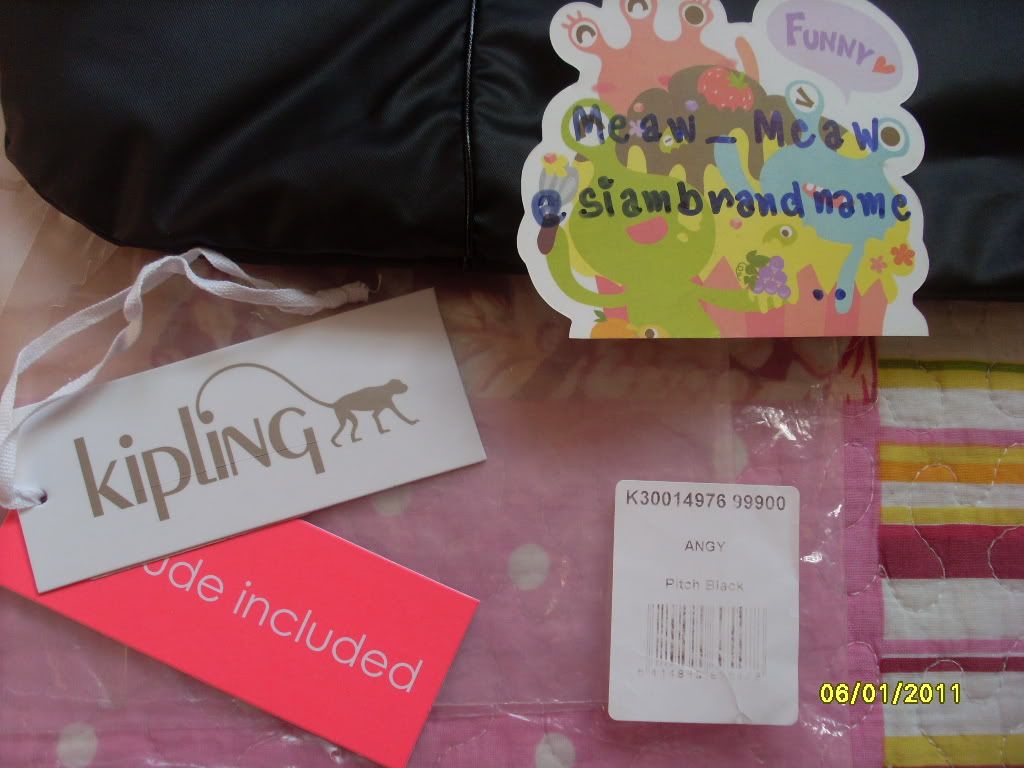 FUNNY
Meaw_Meaw
@siambrandname
kipling
ude included
K30014976 99900
ANGY
Pitch Black
06/01/2011